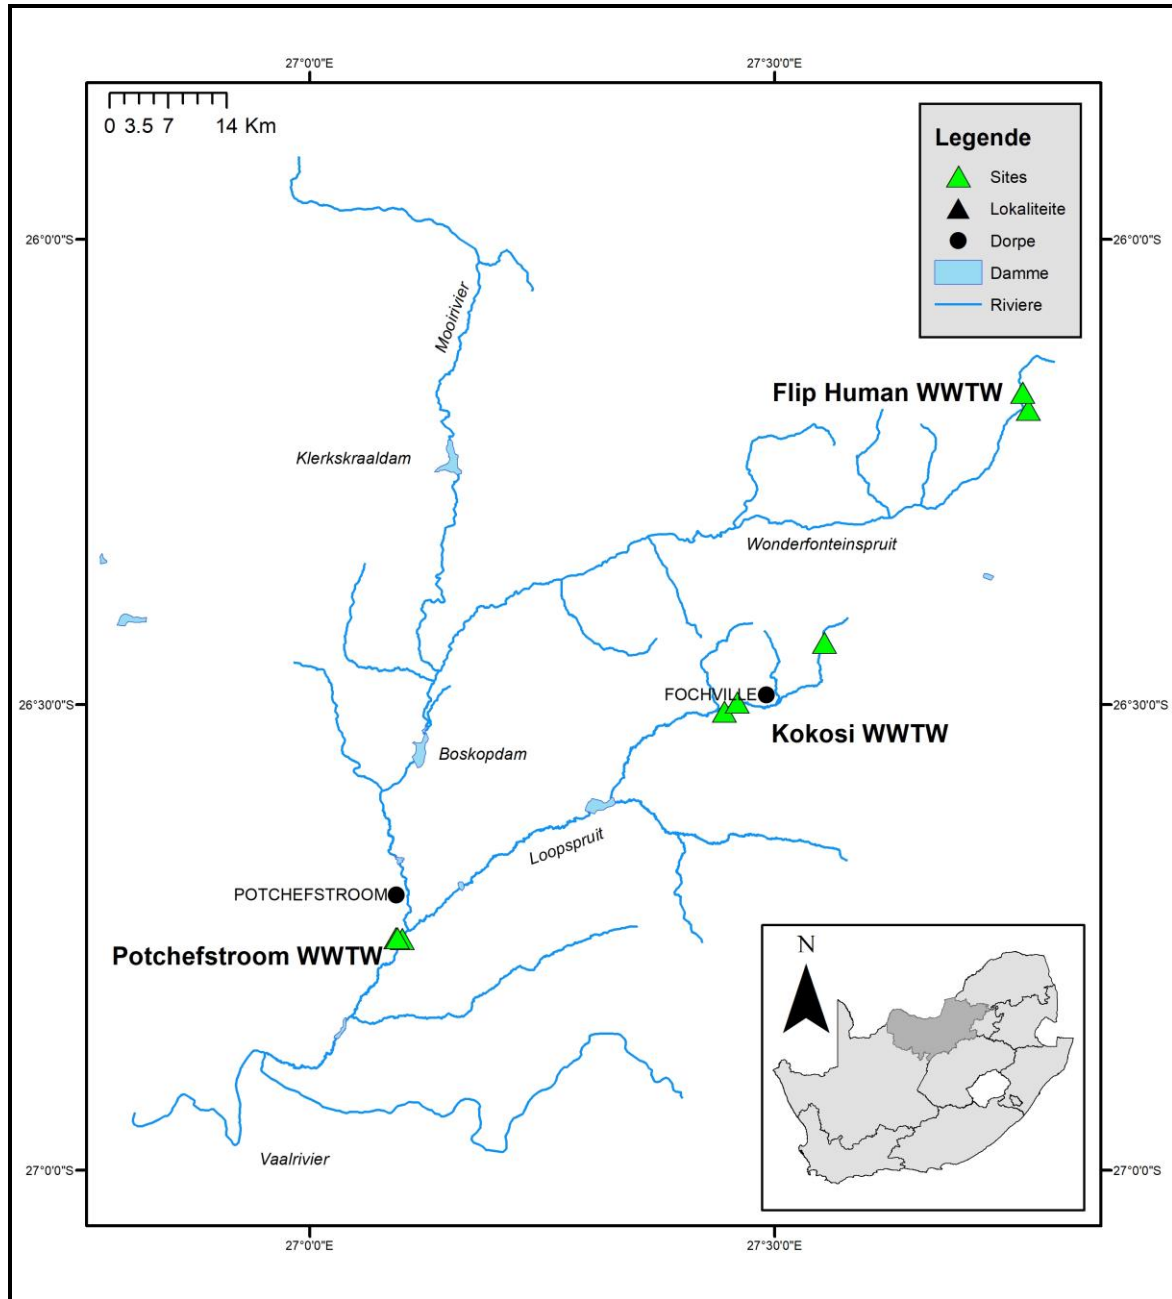 27°0'0"E
27°30'0"E
0 3.5 7 14 Km
Legende
Sites
Lokaliteite
Dorpe
Damme
Riviere
26°0'0"S
26°0'0"S
Mooirivier
Flip Human WWTW
Klerkskraaldam
Wonderfonteinspruit
FOCHVILLE
26°30'0"S
26°30'0"S
Kokosi WWTW
Boskopdam
Loopspruit
POTCHEFSTROOM
Potchefstroom WWTW
N
Vaalrivier
27°0'0"S
27°0'0"S
27°0'0"E
27°30'0"E